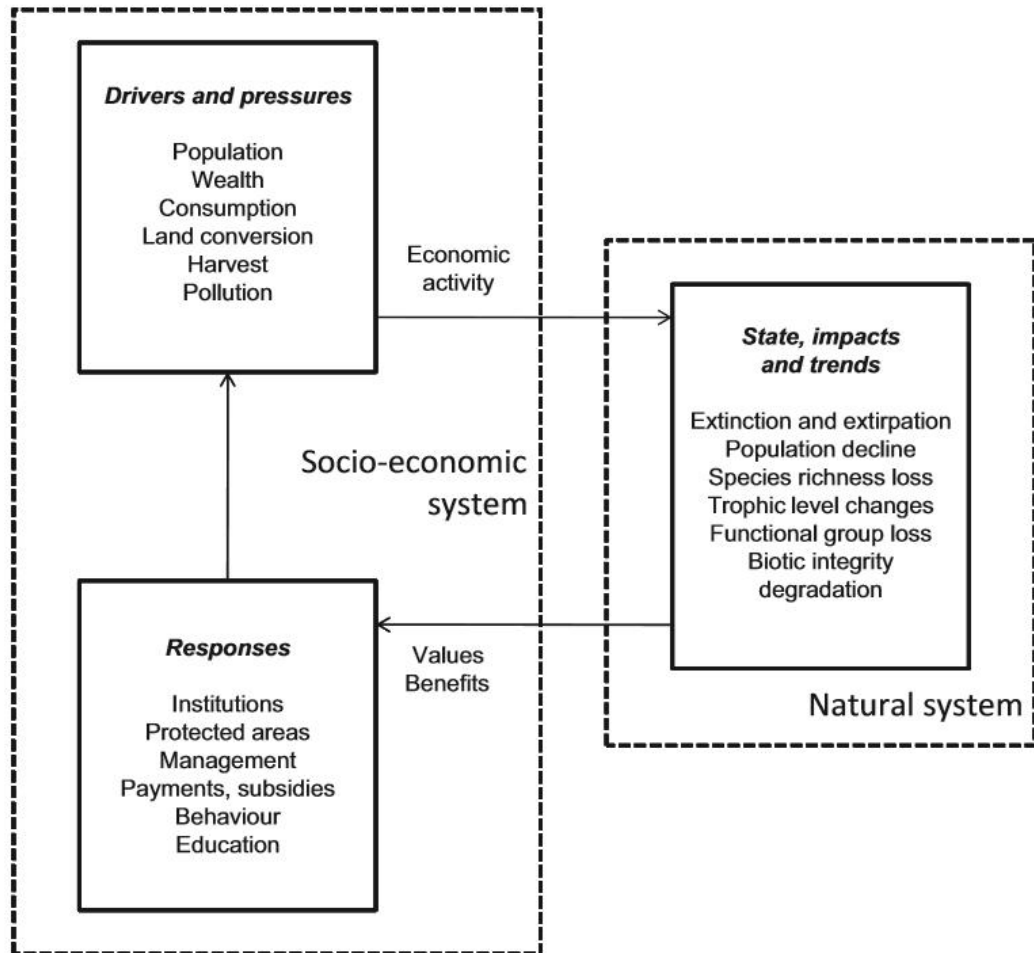 Drivers and pressures
Population
Wealth
Consumption
Land conversion
Harvest
Pollution
Economic
activity
State, impacts
and trends
Extinction and extirpation
Population decline
Species richness loss
Trophic level changes
Functional group loss
Biotic integrity
degradation
Socio-economic
system
Natural system
Values
Benefits
Responses
Institutions
Protected areas
Management
Payments, subsidies
Behaviour
Education